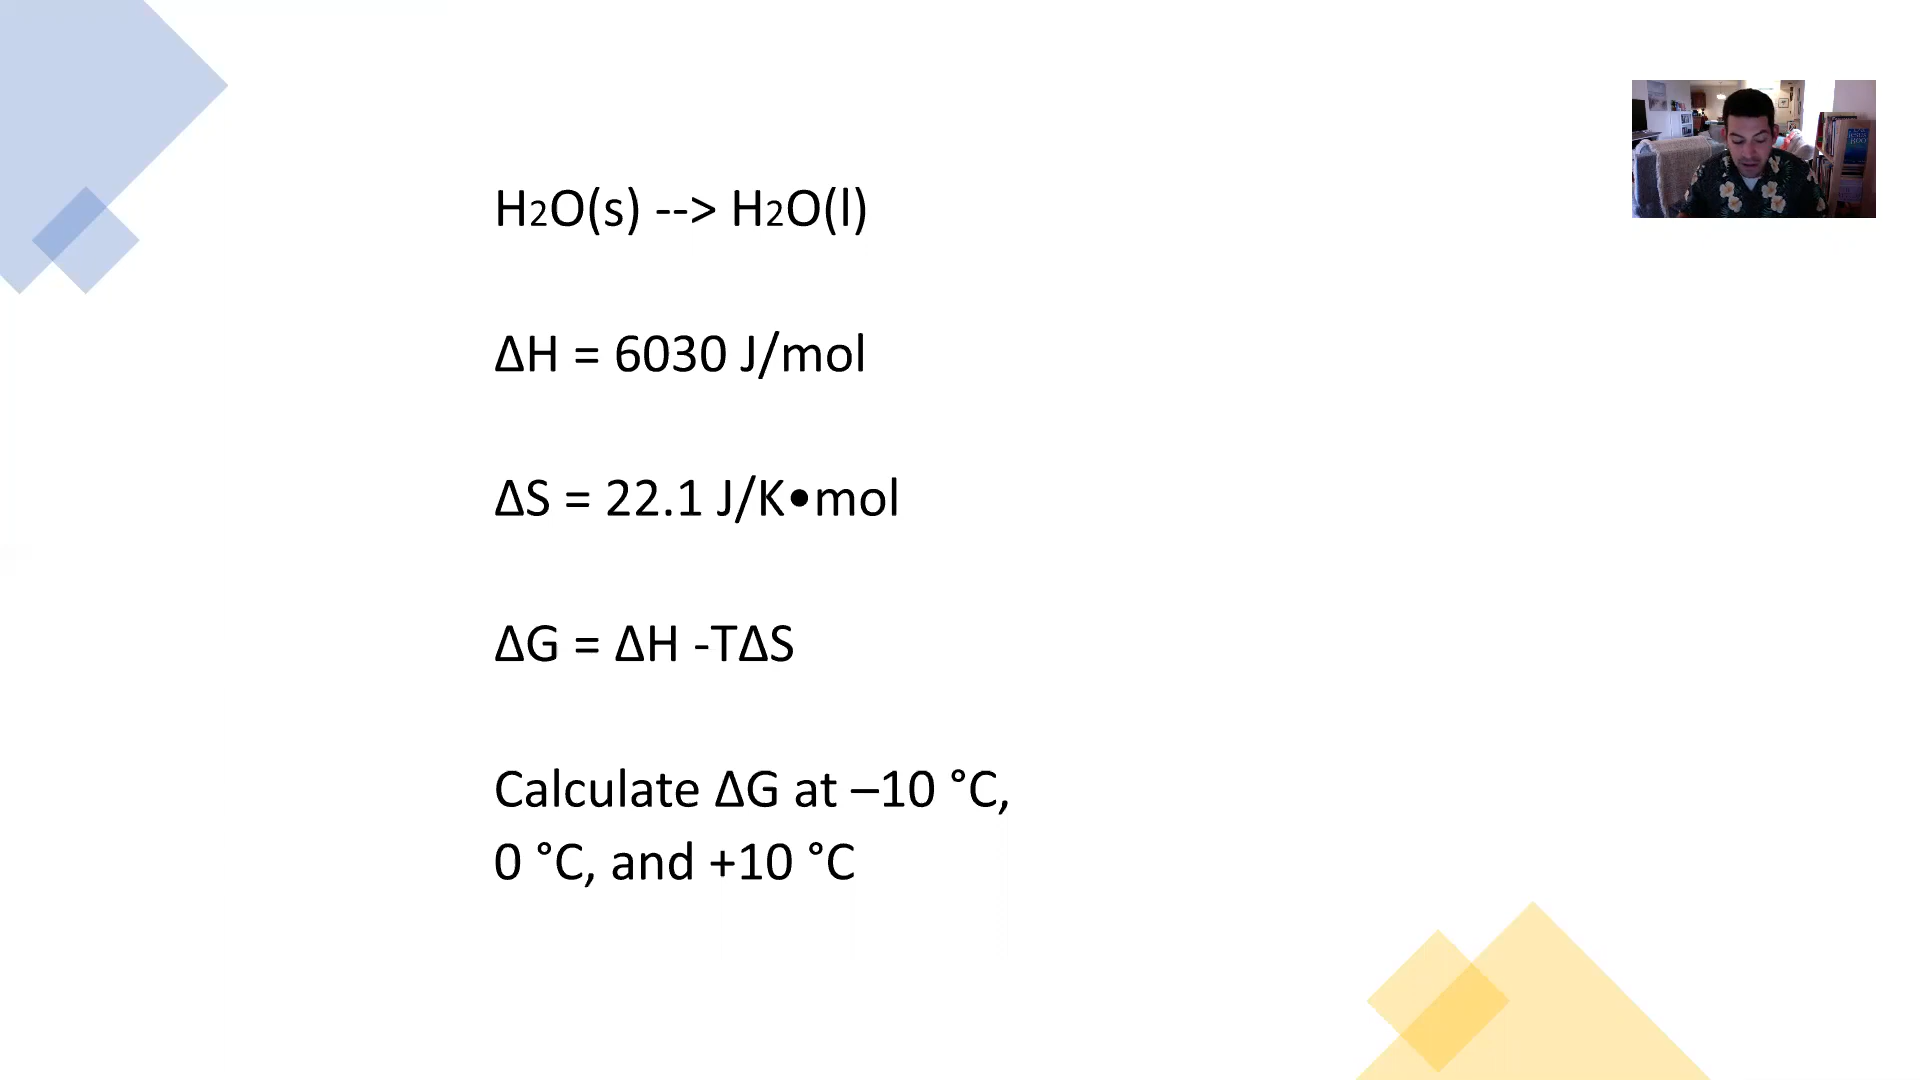 H2O(s) --> H2O(l)
ΔH = 6030 J/mol
ΔS = 22.1 J/K•mol
ΔG = ΔH -TΔS
Calculate ΔG at –10 °C,
0 °C, and +10 °C